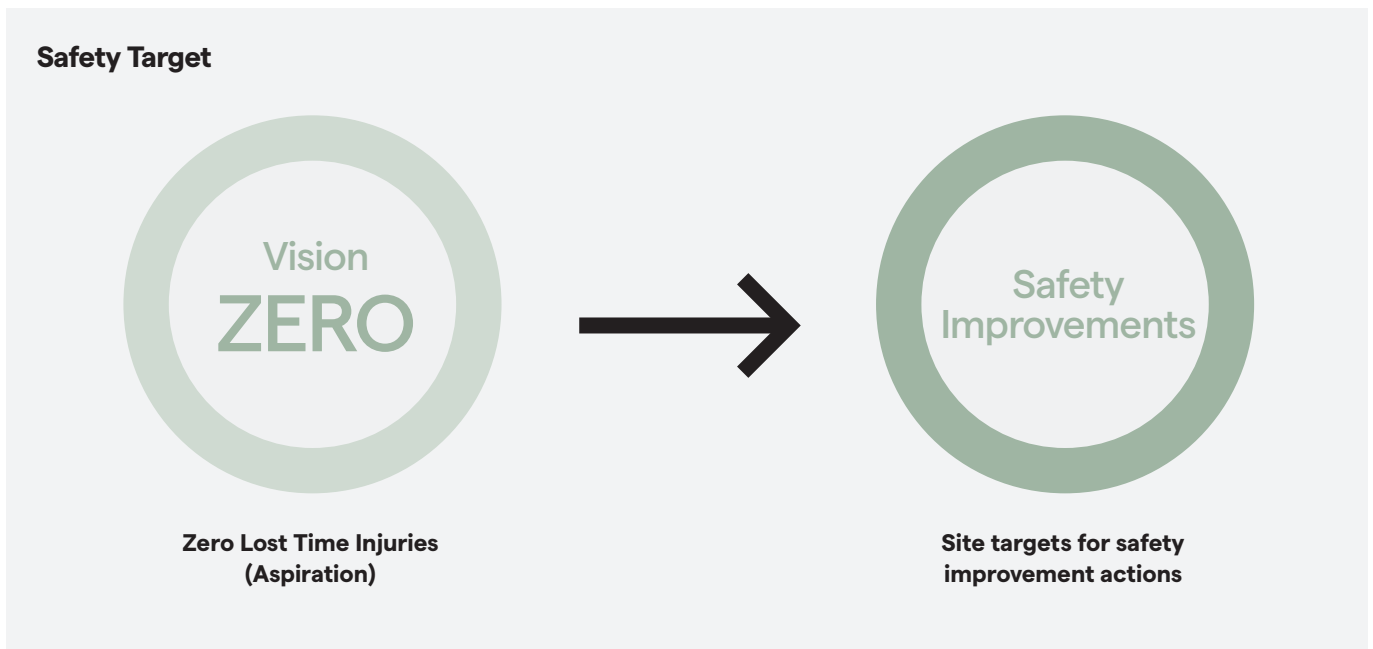 Safety Target
Vision
ZERO
Zero Lost Time Injuries
(Aspiration)
Safety
Improvements
Site targets for safety
improvement actions